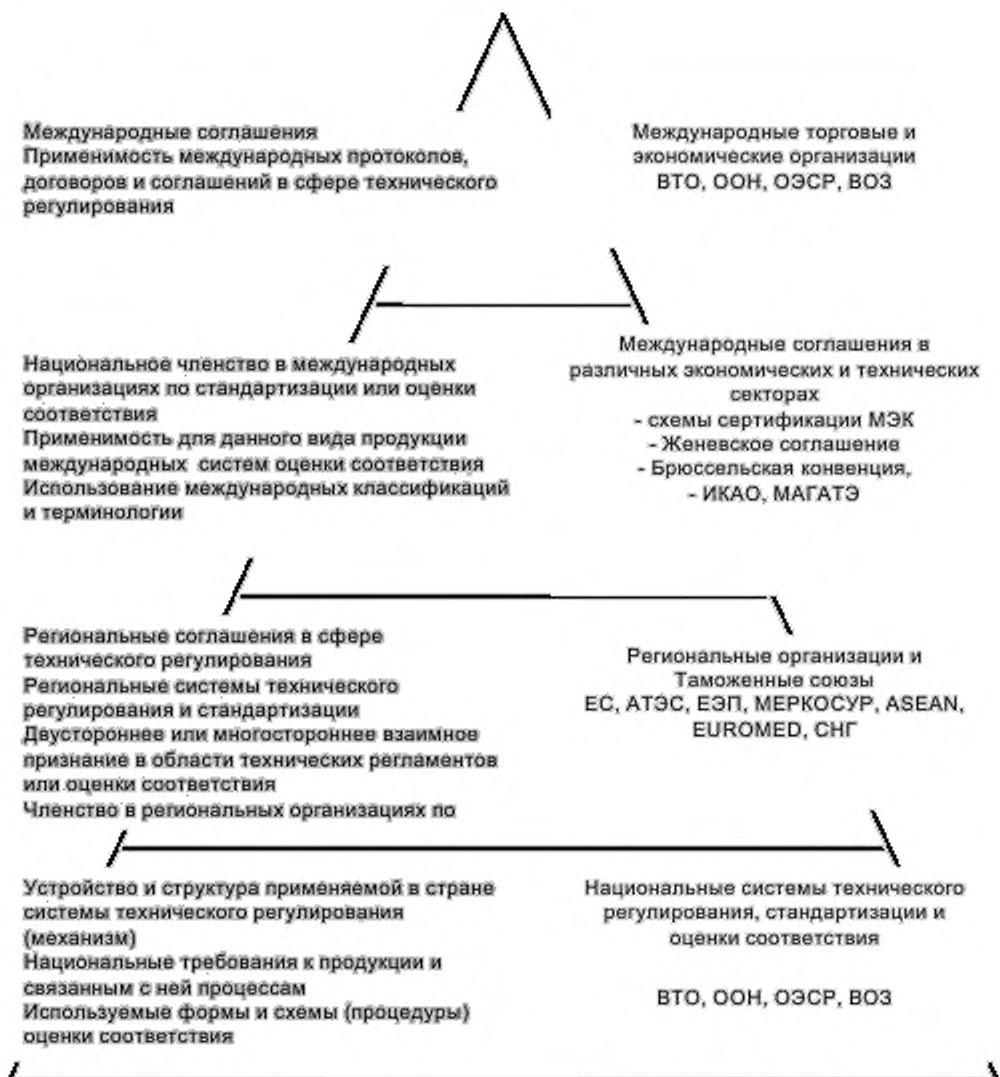 Международные соглашения
Применимость международных протоколов,
договоров и соглашений в сфере технического
регулирования
Международные торговые и
экономические организации
ВТО, ООН, ОЭСР, ВОЗ
Национальное членство в международных
организациях по стандартизации или оценки
соответствия
Применимость для данного вида продукции
международных систем оценки соответствия
Использование международных классификаций
и терминологии
Международные соглашения в
различных экономических и технических
секторах
- схемы сертификации МЭК
- Женевское соглашение
- Брюссельская конвенция,
- ИКАО, МАГАТЭ
Региональные соглашения в сфере
технического регулирования
Региональные системы технического
регулирования и стандартизации
Двустороннее или многостороннее взаимное
признание в области технических регламентов
или оценки соответствия
Членство в региональных организациях по
Региональные организации и
Таможенные союзы
ЕС, АТЭС, ЕЭП, МЕРКОСУР, ASEAN,
EUROMED, СНГ
Устройство и структура применяемой в стране
системы технического регулирования
(механизм)
Национальные требования к продукции и
связанным с ней процессам
Используемые формы и схемы (процедуры)
оценки соответствия
Национальные системы технического
регулирования, стандартизации и
оценки соответствия
ВТО, ООН, ОЭСР, ВОЗ